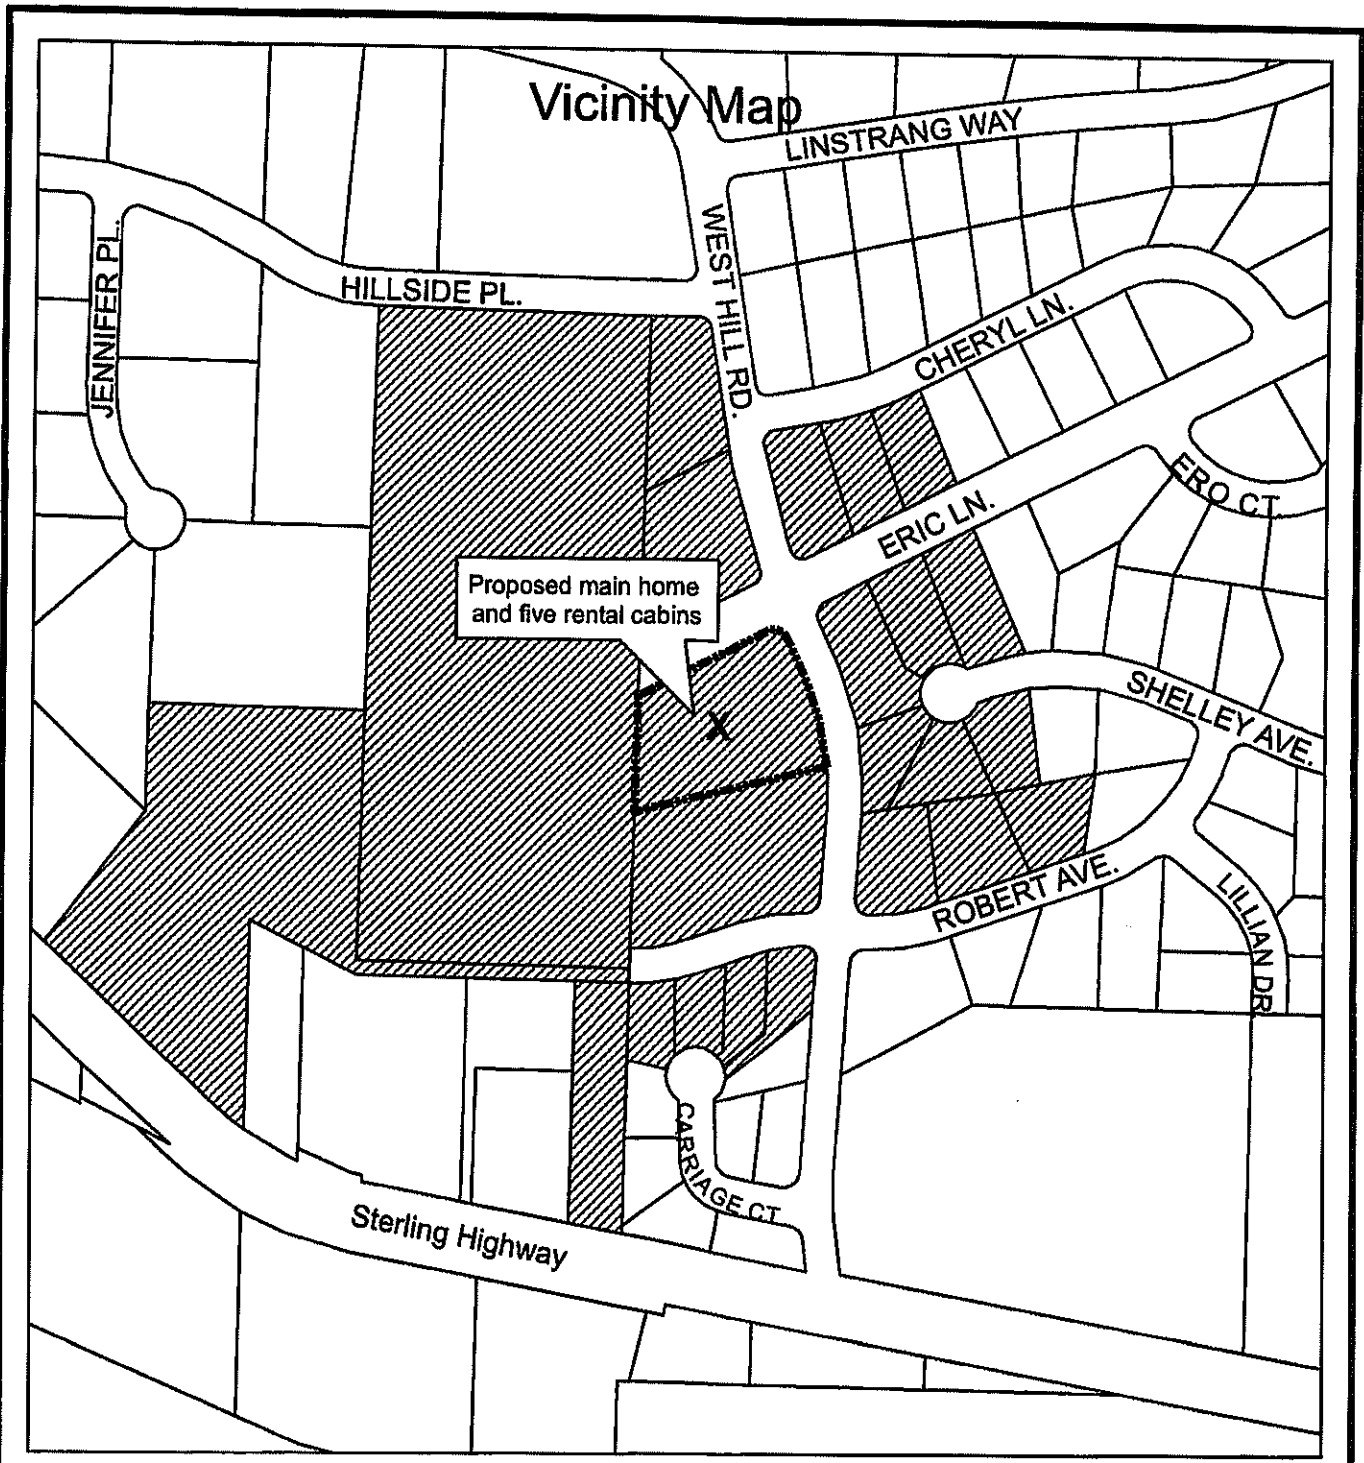 Vicinity Map
LINSTRANG WAY
WEST HILL RD.
JENNIFER PL.
HILLSIDE PL.
CHERYL LN.
ERO CT.
ERIC LN.
Proposed main home
and five rental cabins
X
SHELLEY AVE.
ROBERT AVE.
LILLIAN DR.
CARRIAGE CT
Sterling Highway